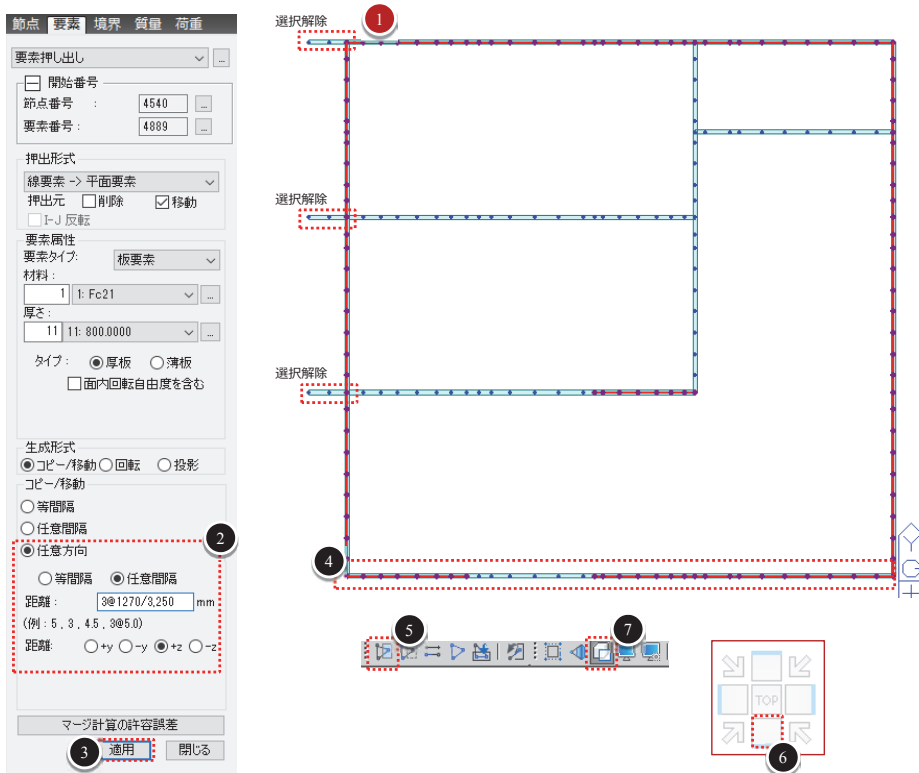 節点 要素 境界 質量 荷重
要素押し出し
...
開始番号
節点番号 : 4540 ...
要素番号 : 4889 ...
押出形式
線要素 -> 平面要素
押出元 削除 移動
I-J 反転
要素属性
要素タイプ: 板要素
材料 :
1 1: Fc21 ...
厚さ:
11 11: 800.0000 ...
タイプ : 厚板 薄板
面内回転自由度を含む
生成形式
コピー/移動 回転 投影
コピー/移動
等間隔
任意間隔
2
任意方向
等間隔 任意間隔
距離 : 3@1270/3,250 mm
(例 : 5 , 3 , 4.5 , 3@5.0)
距離: +y -y +z -z
マージ計算の許容誤差
3 適用 閉じる
選択解除
1
選択解除
選択解除
4
Y
5
7
TOP
6